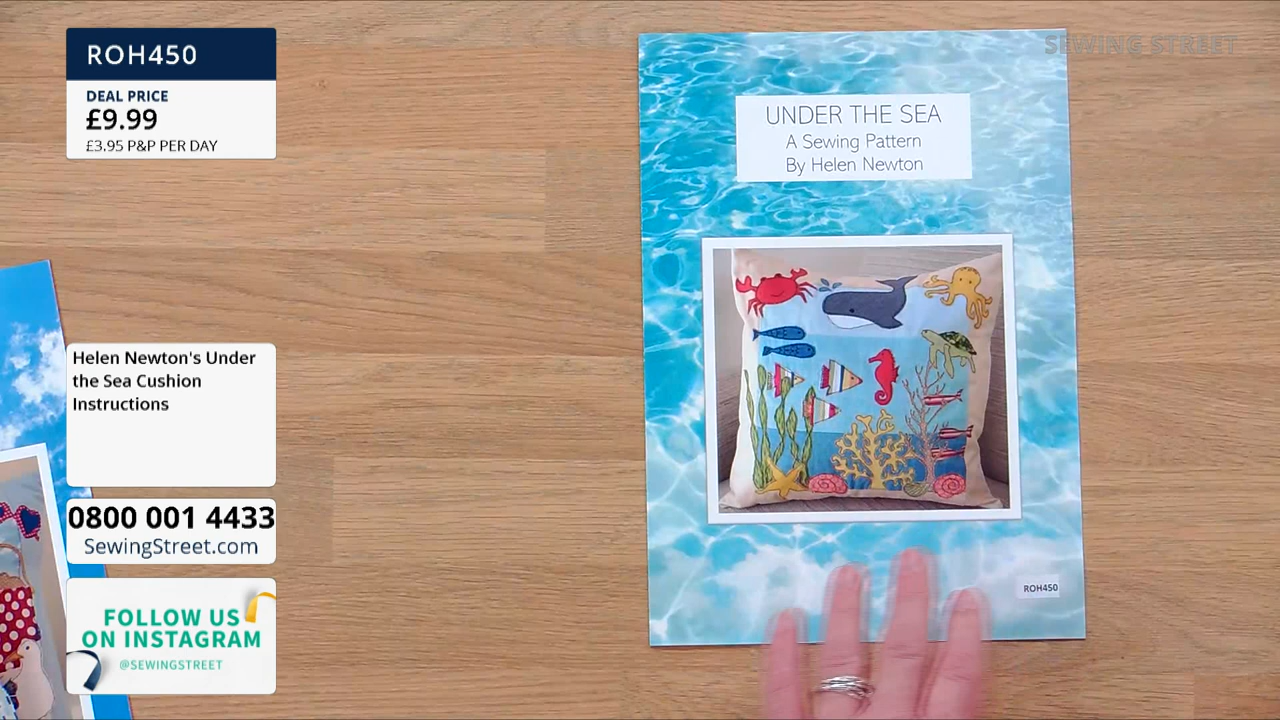 ROH450
DEAL PRICE
£9.99
£3.95 P&P PER DAY
Helen Newton's Under
the Sea Cushion
Instructions
0800 001 4433
SewingStreet.com
FOLLOW US
ON INSTAGRAM
@SEWINGSTREET
SEWING STREET
UNDER THE SEA
A Sewing Pattern
By Helen Newton
ROH450